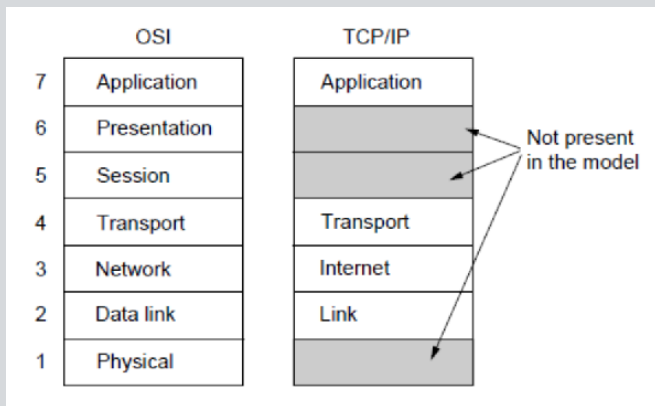 OSI TCP/IP
7 Application Application
6 Presentation
Not present
in the model
5 Session
4 Transport Transport
3 Network Internet
2 Data link Link
1 Physical